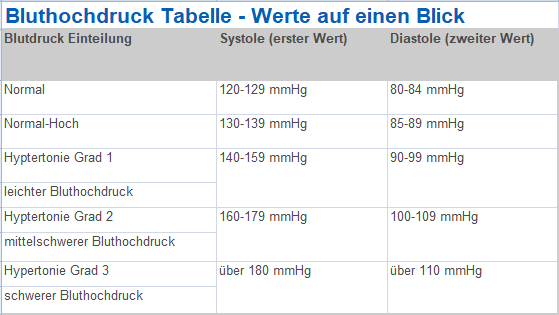 Bluthochdruck Tabelle - Werte auf einen Blick
Blutdruck Einteilung Systole (erster Wert) Diastole (zweiter Wert)
Normal 120-129 mmHg 80-84 mmHg
Normal-Hoch 130-139 mmHg 85-89 mmHg
Hyptertonie Grad 1 140-159 mmHg 90-99 mmHg
leichter Bluthochdruck
Hyptertonie Grad 2 160-179 mmHg 100-109 mmHg
mittelschwerer Bluthochdruck
Hypertonie Grad 3 über 180 mmHg über 110 mmHg
schwerer Bluthochdruck